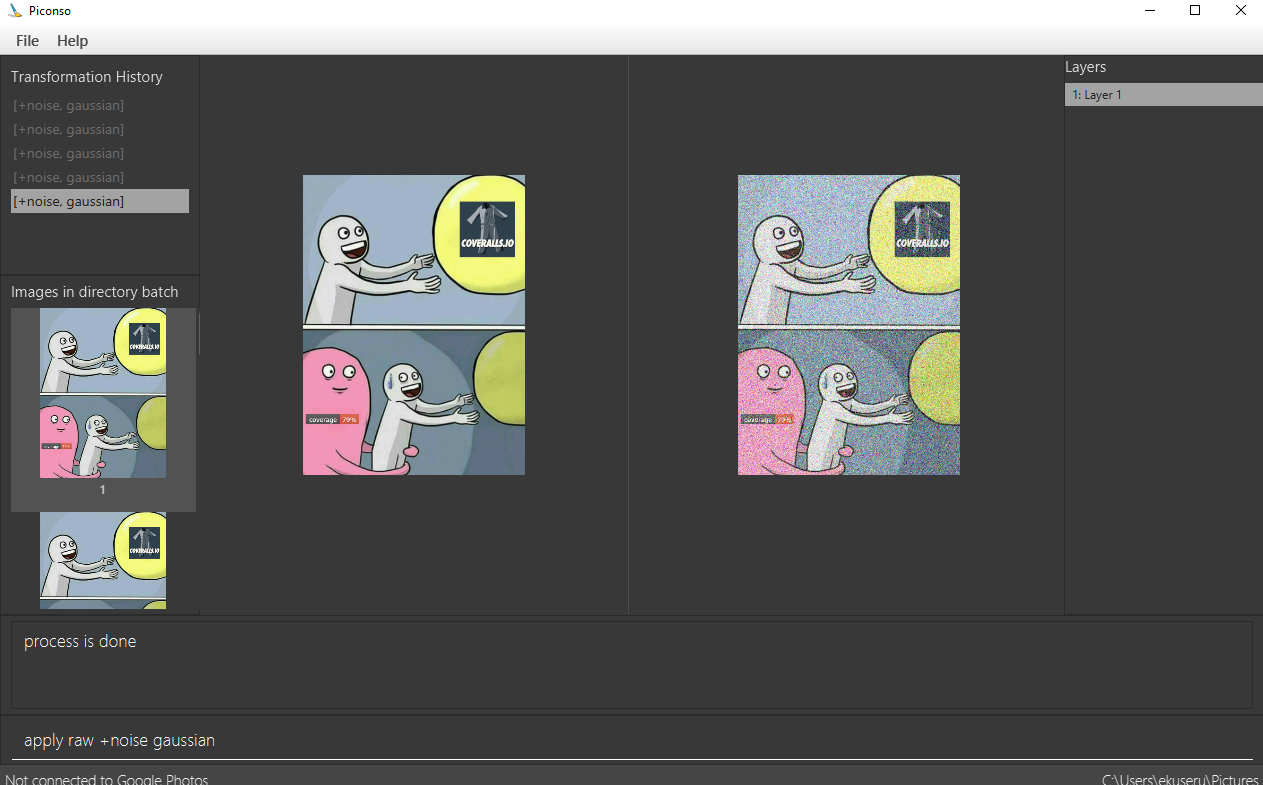 Piconso
File Help
Transformation History
[+noise, gaussian]
[+noise, gaussian]
[+noise, gaussian]
[+noise, gaussian]
[+noise, gaussian]
Images in directory batch
COVERALLS.IO
1
COVERALLS.IO
COVERALLS.IO
coverage 79%
COVERALLS.IO
coverage 79%
Layers
1: Layer 1
process is done
apply raw +noise gaussian
Not connected to Google Photos
C:\Users\ekuseru\Pictures